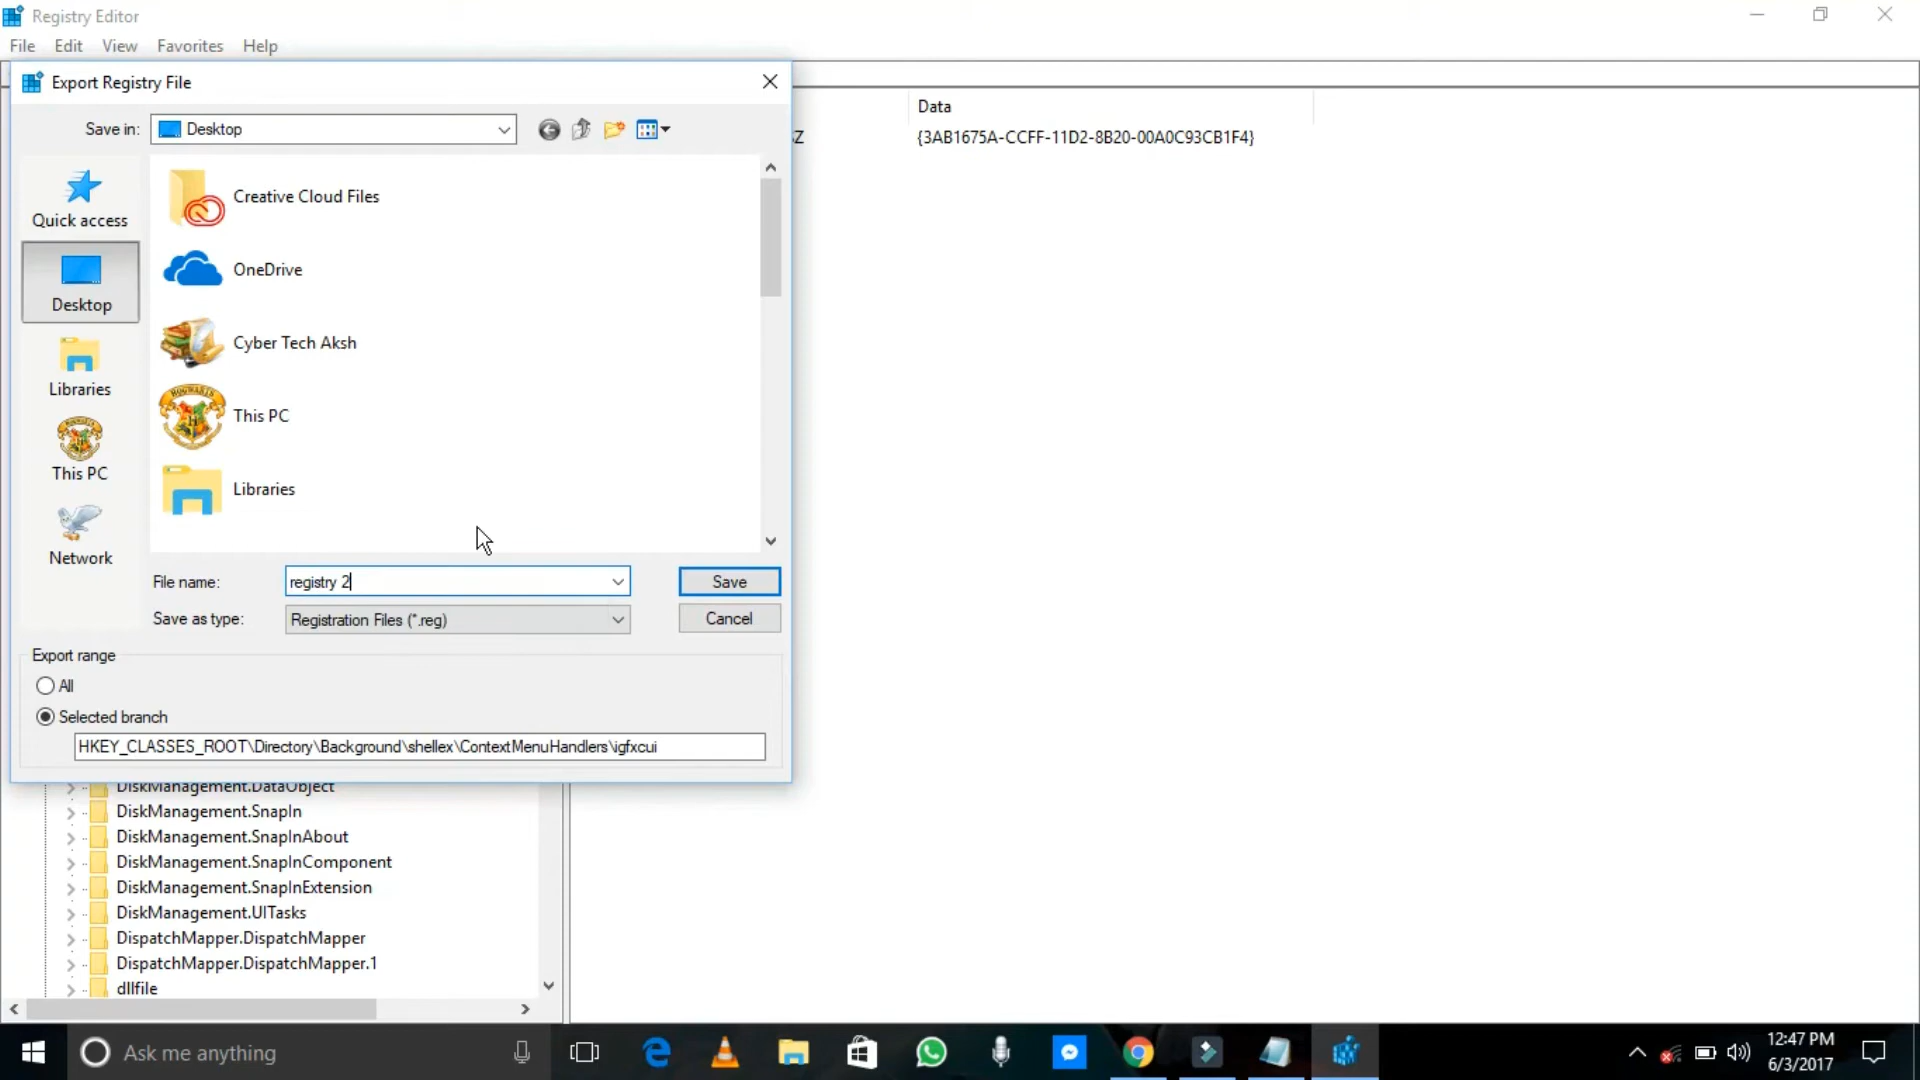 Registry Editor
File Edit View Favorites Help
Export Registry File
Save in: Desktop
Data
Z {3AB1675A-CCFF-11D2-8B20-00A0C93CB1F4}
Quick access
Desktop
Libraries
This PC
Network
Creative Cloud Files
OneDrive
Cyber Tech Aksh
This PC
Libraries
File name: registry 2 Save
Save as type: Registration Files (*.reg) Cancel
Export range
All
Selected branch
HKEY_CLASSES_ROOT\Directory\Background\shellex\ContextMenuHandlers\igfxcui
DiskManagement.DataObject
DiskManagement.SnapIn
DiskManagement.SnapInAbout
DiskManagement.SnapInComponent
DiskManagement.SnapInExtension
DiskManagement.UITasks
DispatchMapper.DispatchMapper
DispatchMapper.DispatchMapper.1
dllfile
Ask me anything
12:47 PM
6/3/2017